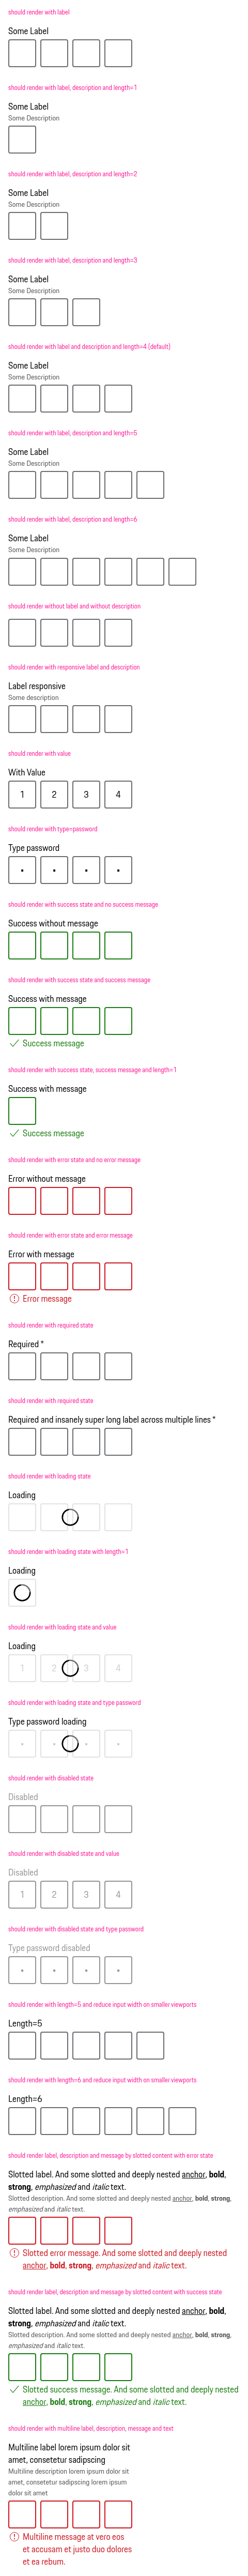 should render with label
Some Label
should render with label, description and length=1
Some Label
Some Description
should render with label, description and length=2
Some Label
Some Description
should render with label, description and length=3
Some Label
Some Description
should render with label and description and length=4 (default)
Some Label
Some Description
should render with label, description and length=5
Some Label
Some Description
should render with label, description and length=6
Some Label
Some Description
should render without label and without description
should render with responsive label and description
Label responsive
Some description
should render with value
With Value
1 2 3 4
should render with type=password
Type password
• • • •
should render with success state and no success message
Success without message
should render with success state and success message
Success with message
Success message
should render with success state, success message and length=1
Success with message
Success message
should render with error state and no error message
Error without message
should render with error state and error message
Error with message
Error message
should render with required state
Required *
should render with required state
Required and insanely super long label across multiple lines *
should render with loading state
Loading
should render with loading state with length=1
Loading
should render with loading state and value
Loading
1 2 3 4
should render with loading state and type password
Type password loading
• • • •
should render with disabled state
Disabled
should render with disabled state and value
Disabled
1 2 3 4
should render with disabled state and type password
Type password disabled
• • • •
should render with length=5 and reduce input width on smaller viewports
Length=5
should render with length=6 and reduce input width on smaller viewports
Length=6
should render label, description and message by slotted content with error state
Slotted label. And some slotted and deeply nested anchor, bold,
strong, emphasized and italic text.
Slotted description. And some slotted and deeply nested anchor, bold, strong,
emphasized and italic text.
Slotted error message. And some slotted and deeply nested
anchor, bold, strong, emphasized and italic text.
should render label, description and message by slotted content with success state
Slotted label. And some slotted and deeply nested anchor, bold,
strong, emphasized and italic text.
Slotted description. And some slotted and deeply nested anchor, bold, strong,
emphasized and italic text.
Slotted success message. And some slotted and deeply nested
anchor, bold, strong, emphasized and italic text.
should render with multiline label, description, message and text
Multiline label lorem ipsum dolor sit
amet, consetetur sadipscing
Multiline description lorem ipsum dolor sit
amet, consetetur sadipscing lorem ipsum
dolor sit amet
Multiline message at vero eos
et accusam et justo duo dolores
et ea rebum.